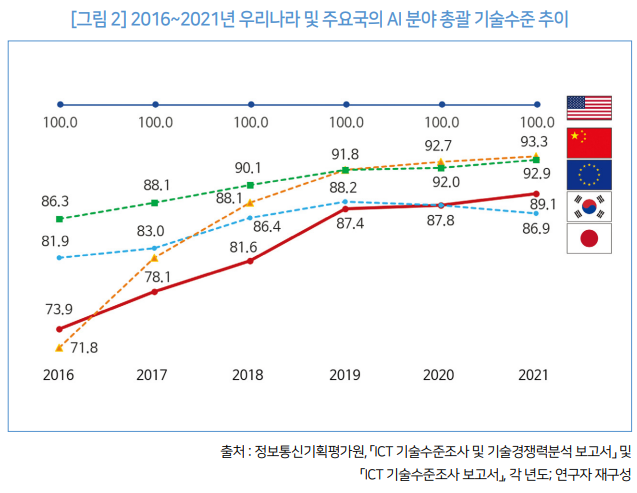 [그림 2] 2016~2021년 우리나라 및 주요국의 AI 분야 총괄 기술수준 추이
100.0 100.0 100.0 100.0 100.0 100.0
86.3 88.1 90.1 91.8 92.7 93.3
88.1 92.0 92.9
81.9 83.0 86.4 88.2 87.8 89.1
73.9 78.1 81.6 87.4 86.9
71.8
2016 2017 2018 2019 2020 2021
출처 : 정보통신기획평가원, 「ICT 기술수준조사 및 기술경쟁력분석 보고서」 및
「ICT 기술수준조사 보고서」, 각 년도; 연구자 재구성